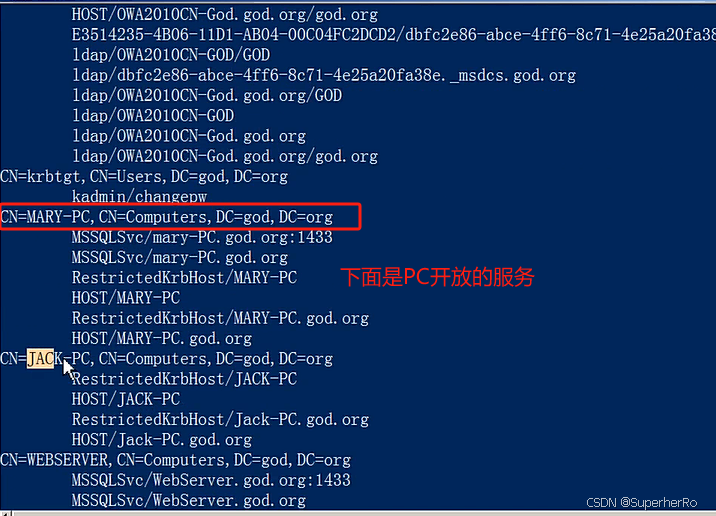 HOST/OWA2010CN-God.god.org/god.org
E3514235-4B06-11D1-AB04-00C04FC2DCD2/dbfc2e86-abce-4ff6-8c71-4e25a20fa38
ldap/OWA2010CN-GOD/GOD
ldap/dbfc2e86-abce-4ff6-8c71-4e25a20fa38e._msdcs.god.org
ldap/OWA2010CN-God.god.org/GOD
ldap/OWA2010CN-GOD
ldap/OWA2010CN-God.god.org
ldap/OWA2010CN-God.god.org/god.org
CN=krbtgt,CN=Users,DC=god,DC=org
kadmin/changepw
CN=MARY-PC,CN=Computers,DC=god,DC=org
MSSQLSvc/mary-PC.god.org:1433
MSSQLSvc/mary-PC.god.org
RestrictedKrbHost/MARY-PC
下面是PC开放的服务
HOST/MARY-PC
RestrictedKrbHost/MARY-PC.god.org
HOST/MARY-PC.god.org
CN=JACK-PC,CN=Computers,DC=god,DC=org
RestrictedKrbHost/JACK-PC
HOST/JACK-PC
RestrictedKrbHost/Jack-PC.god.org
HOST/Jack-PC.god.org
CN=WEBSERVER,CN=Computers,DC=god,DC=org
MSSQLSvc/WebServer.god.org:1433
MSSQLSvc/WebServer.god.org
CSDN @SuperherRo